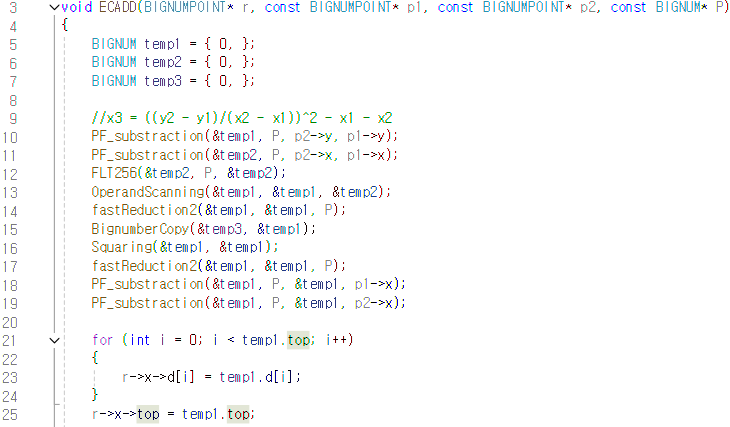 3 void ECADD(BIGNUMPOINT* r, const BIGNUMPOINT* p1, const BIGNUMPOINT* p2, const BIGNUM* P)
4 {
5 BIGNUM temp1 = { 0, };
6 BIGNUM temp2 = { 0, };
7 BIGNUM temp3 = { 0, };
8
9 //x3 = ((y2 - y1)/(x2 - x1))^2 - x1 - x2
10 PF_substraction(&temp1, P, p2->y, p1->y);
11 PF_substraction(&temp2, P, p2->x, p1->x);
12 FLT256(&temp2, P, &temp2);
13 OperandScanning(&temp1, &temp1, &temp2);
14 fastReduction2(&temp1, &temp1, P);
15 BignumberCopy(&temp3, &temp1);
16 Squaring(&temp1, &temp1);
17 fastReduction2(&temp1, &temp1, P);
18 PF_substraction(&temp1, P, &temp1, p1->x);
19 PF_substraction(&temp1, P, &temp1, p2->x);
20
21 for (int i = 0; i < temp1.top; i++)
22 {
23 r->x->d[i] = temp1.d[i];
24 }
25 r->x->top = temp1.top;